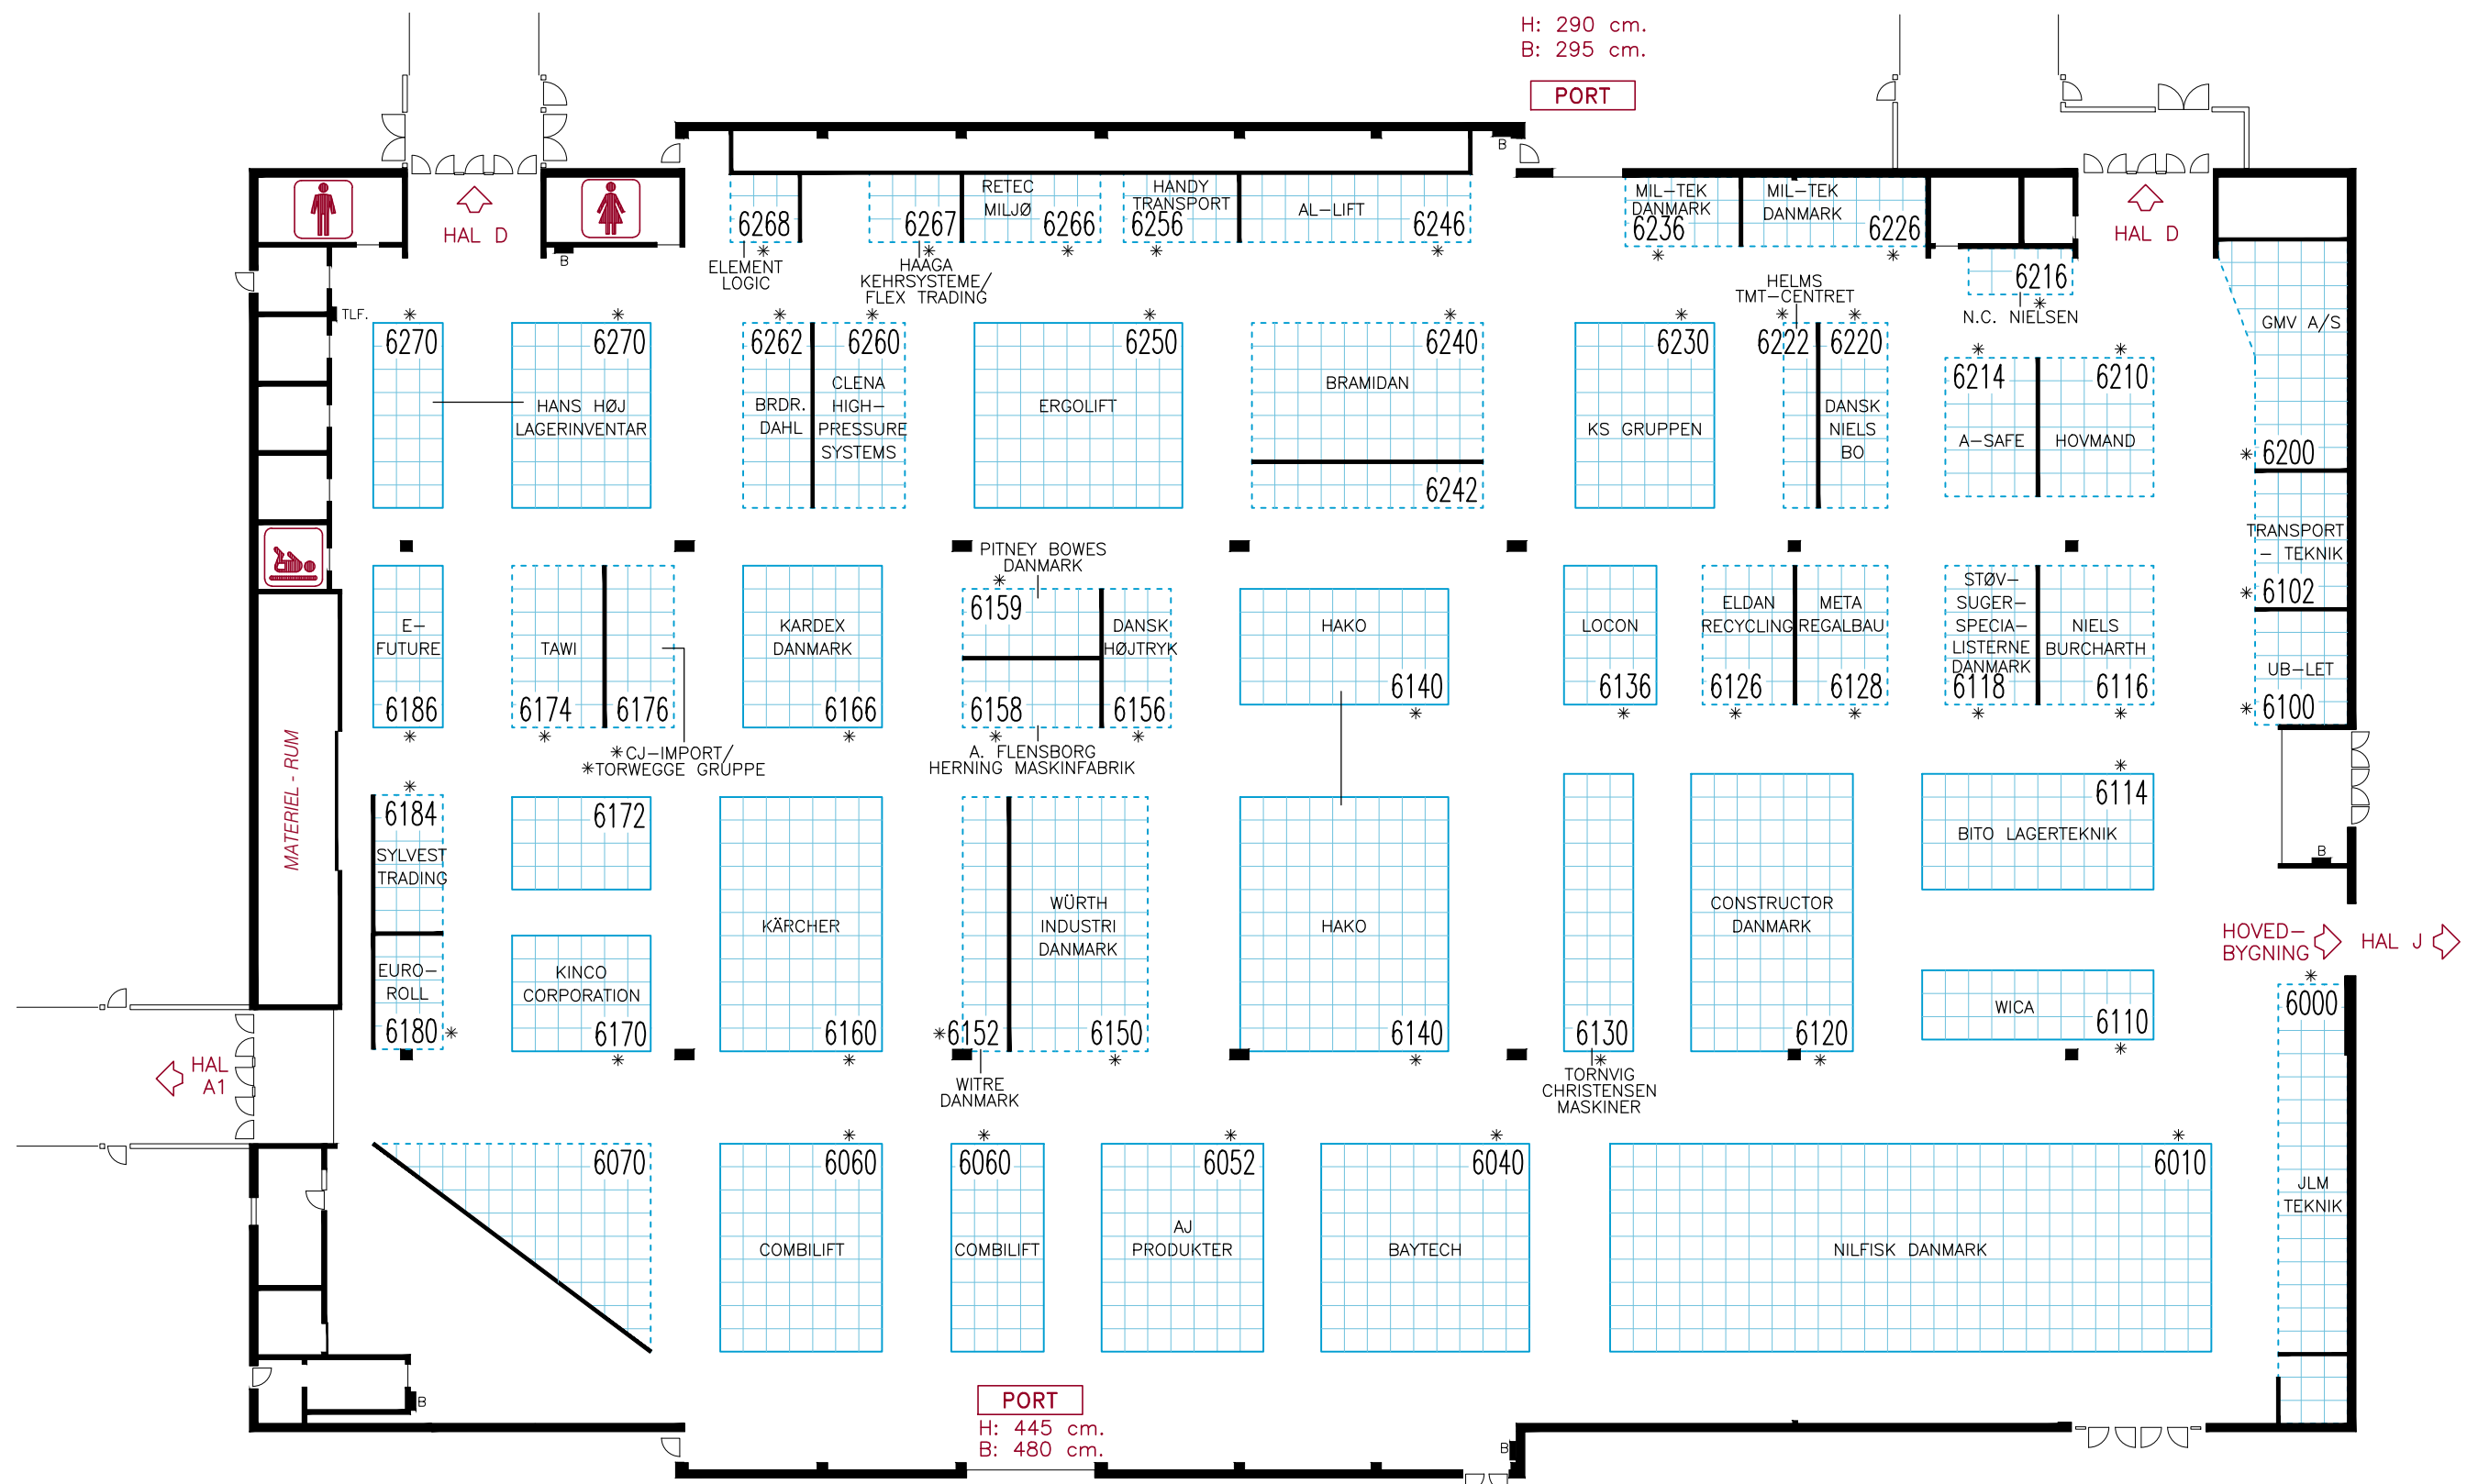 H: 290 cm.
B: 295 cm.
PORT
B
HAL D
B
6268
*
ELEMENT
LOGIC
6267
*
HAAGA
KEHRSYSTEME/
FLEX TRADING
RETEC
MILJØ
6266
*
HANDY
TRANSPORT
6256
*
AL-LIFT
6246
*
MIL-TEK
DANMARK
6236
*
MIL-TEK
DANMARK
6226
*
HAL D
6216
*
N.C. NIELSEN
HELMS
TMT-CENTRET
TLF.
*
6270
*
6270
HANS HØJ
LAGERINVENTAR
*
6262
BRDR.
DAHL
*
6260
CLENA
HIGH-
PRESSURE
SYSTEMS
*
6250
ERGOLIFT
*
6240
BRAMIDAN
6242
*
6230
KS GRUPPEN
*
6222
*
6220
DANSK
NIELS
BO
*
6214
A-SAFE
*
6210
HOVMAND
GMV A/S
* 6200
TRANSPORT
- TEKNIK
* 6102
UB-LET
* 6100
E-
FUTURE
6186
*
TAWI
6174
*
6176
*CJ-IMPORT/
*TORWEGGE GRUPPE
KARDEX
DANMARK
6166
*
PITNEY BOWES
DANMARK
*
6159
6158
*
A. FLENSBORG
HERNING MASKINFABRIK
DANSK
HØJTRYK
6156
*
HAKO
6140
*
LOCON
6136
*
ELDAN
RECYCLING
6126
*
META
REGALBAU
6128
*
STØV-
SUGER-
SPECIA-
LISTERNE
DANMARK
6118
*
NIELS
BURCHARTH
6116
*
MATERIEL - RUM
*
6184
SYLVEST
TRADING
EURO-
ROLL
6180 *
6172
KINCO
CORPORATION
6170
*
KÄRCHER
6160
*
*6152
WITRE
DANMARK
WÜRTH
INDUSTRI
DANMARK
6150
*
HAKO
6140
*
6130
*
TORNVIG
CHRISTENSEN
MASKINER
CONSTRUCTOR
DANMARK
6120
*
*
6114
BITO LAGERTEKNIK
WICA
6110
*
B
HOVED-
BYGNING
HAL J
HAL
A1
*
6000
JLM
TEKNIK
6070
*
6060
COMBILIFT
*
6060
COMBILIFT
*
6052
AJ
PRODUKTER
*
6040
BAYTECH
*
6010
NILFISK DANMARK
B
PORT
H: 445 cm.
B: 480 cm.
B